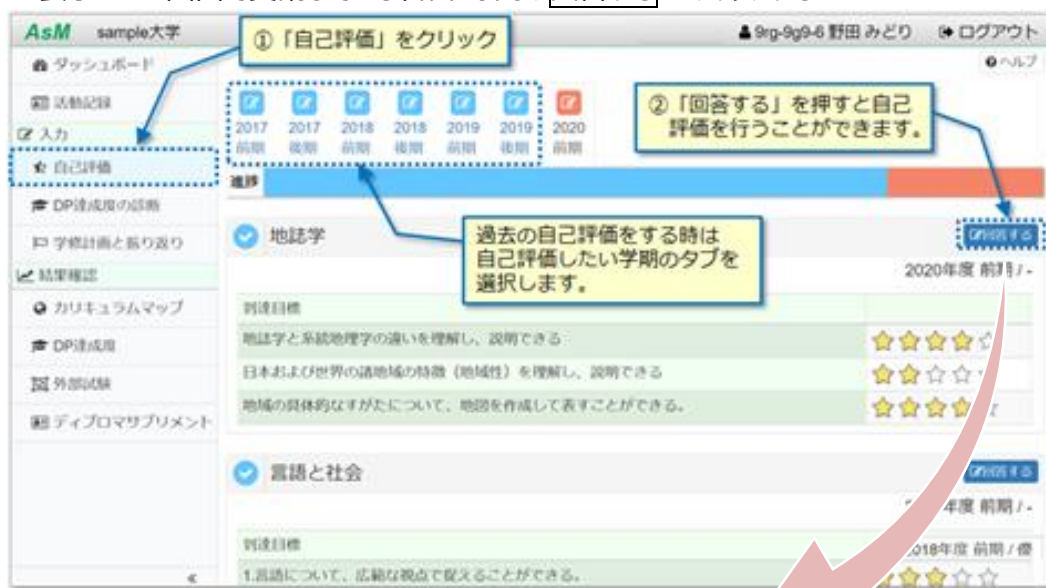 AsM sample大学
9rg-9g9-6 野田 みどり ログアウト
ヘルプ
①「自己評価」をクリック
②「回答する」を押すと自己
評価を行うことができます。
ダッシュボード
活動記録
入力
自己評価
DP達成度の診断
学修計画と振り返り
結果確認
カリキュラムマップ
DP達成度
外部試験
ディプロマサプリメント
«
2017 2017 2018 2018 2019 2019 2020
前期 後期 前期 後期 前期 後期 前期
進捗
過去の自己評価をする時は
自己評価したい学期のタブを
選択します。
地誌学
回答する
2020年度 前期 / -
到達目標
地誌学と系統地理学の違いを理解し、説明できる
日本および世界の諸地域の特徴（地域性）を理解し、説明できる
地域の具体的なすがたについて、地図を作成して表すことができる。
言語と社会
回答する
年度 前期 / -
到達目標
2018年度 前期 / 優
1.言語について、広範な視点で捉えることができる。